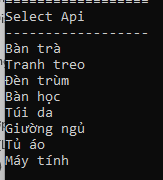 ====================
Select Api
--------------------
Bàn trà
Tranh treo
Đèn trùm
Bàn học
Túi da
Giường ngủ
Tủ áo
Máy tính